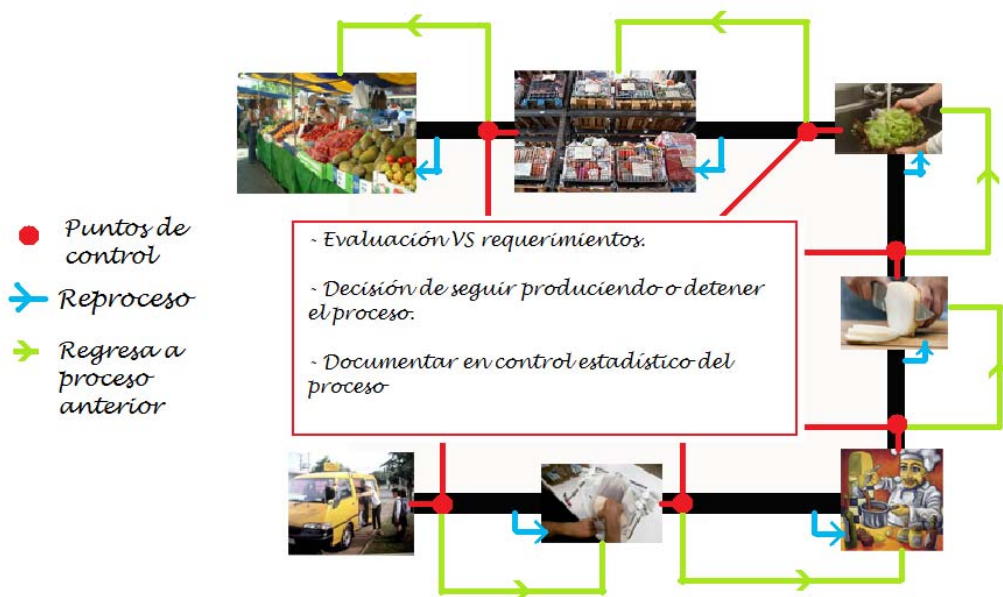 - Evaluación VS requerimientos.
- Decisión de seguir produciendo o detener
el proceso.
- Documentar en control estadístico del
proceso
Puntos de
control
Reproceso
Regresa a
proceso
anterior